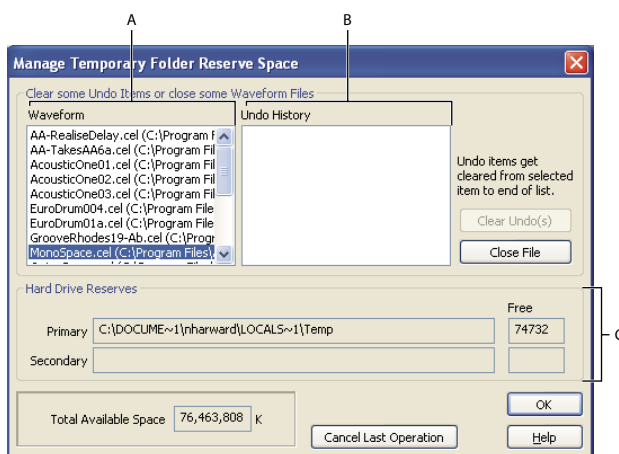 A
B
Manage Temporary Folder Reserve Space
Clear some Undo Items or close some Waveform Files
Waveform
Undo History
AA-RealiseDelay.cel (C:\Program F
AA-TakesAA6a.cel (C:\Program Fil
AcousticOne01.cel (C:\Program Fil
AcousticOne02.cel (C:\Program Fil
AcousticOne03.cel (C:\Program Fil
EuroDrum004.cel (C:\Program File
EuroDrum01a.cel (C:\Program File
GrooveRhodes19-Ab.cel (C:\Progr
MonoSpace.cel (C:\Program Files\
Undo items get
cleared from selected
item to end of list.
Clear Undo(s)
Close File
Hard Drive Reserves
Free
Primary C:\DOCUME~1\nharward\LOCALS~1\Temp 74732
C
Secondary
Total Available Space 76,463,808 K
OK
Cancel Last Operation
Help